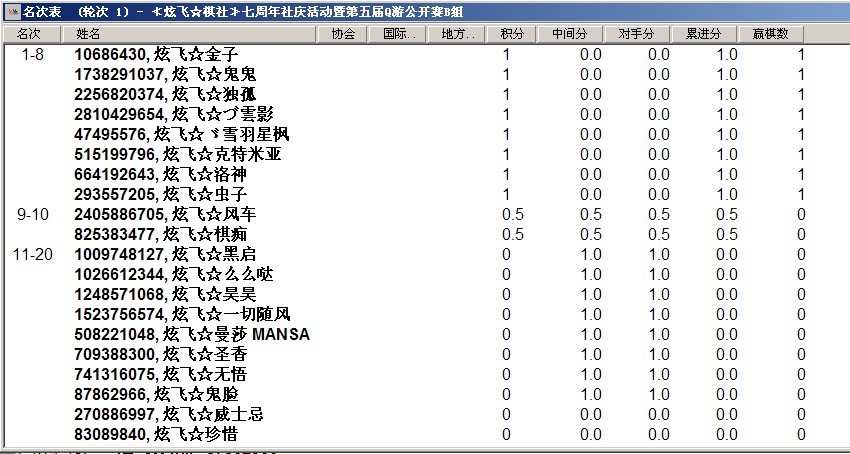 名次表 (轮次 1) - ≮炫飞☆棋社≯七周年社庆活动暨第五届Q游公开赛B组
名次 姓名 协会 国际.. 地方.. 积分 中间分 对手分 累进分 赢棋数
1-8 10686430, 炫飞☆金子 1 0.0 0.0 1.0 1
1738291037, 炫飞☆鬼鬼 1 0.0 0.0 1.0 1
2256820374, 炫飞☆独孤 1 0.0 0.0 1.0 1
2810429654, 炫飞☆づ雲影 1 0.0 0.0 1.0 1
47495576, 炫飞☆ヾ雪羽星枫 1 0.0 0.0 1.0 1
515199796, 炫飞☆克特米亚 1 0.0 0.0 1.0 1
664192643, 炫飞☆洛神 1 0.0 0.0 1.0 1
293557205, 炫飞☆虫子 1 0.0 0.0 1.0 1
9-10 2405886705, 炫飞☆风车 0.5 0.5 0.5 0.5 0
825383477, 炫飞☆棋痴 0.5 0.5 0.5 0.5 0
11-20 1009748127, 炫飞☆黑启 0 1.0 1.0 0.0 0
1026612344, 炫飞☆么么哒 0 1.0 1.0 0.0 0
1248571068, 炫飞☆昊昊 0 1.0 1.0 0.0 0
1523756574, 炫飞☆一切随风 0 1.0 1.0 0.0 0
508221048, 炫飞☆曼莎 MANSA 0 1.0 1.0 0.0 0
709388300, 炫飞☆圣香 0 1.0 1.0 0.0 0
741316075, 炫飞☆无悟 0 1.0 1.0 0.0 0
87862966, 炫飞☆鬼脸 0 1.0 1.0 0.0 0
270886997, 炫飞☆威士忌 0 0.0 0.0 0.0 0
83089840, 炫飞☆珍惜 0 0.0 0.0 0.0 0